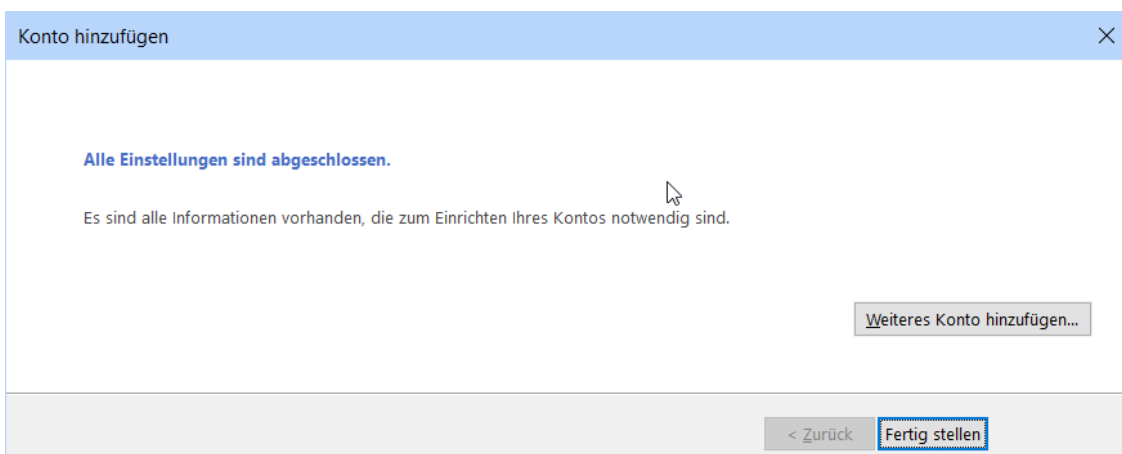 Konto hinzufügen
Alle Einstellungen sind abgeschlossen.
Es sind alle Informationen vorhanden, die zum Einrichten Ihres Kontos notwendig sind.
Weiteres Konto hinzufügen...
< Zurück Fertig stellen